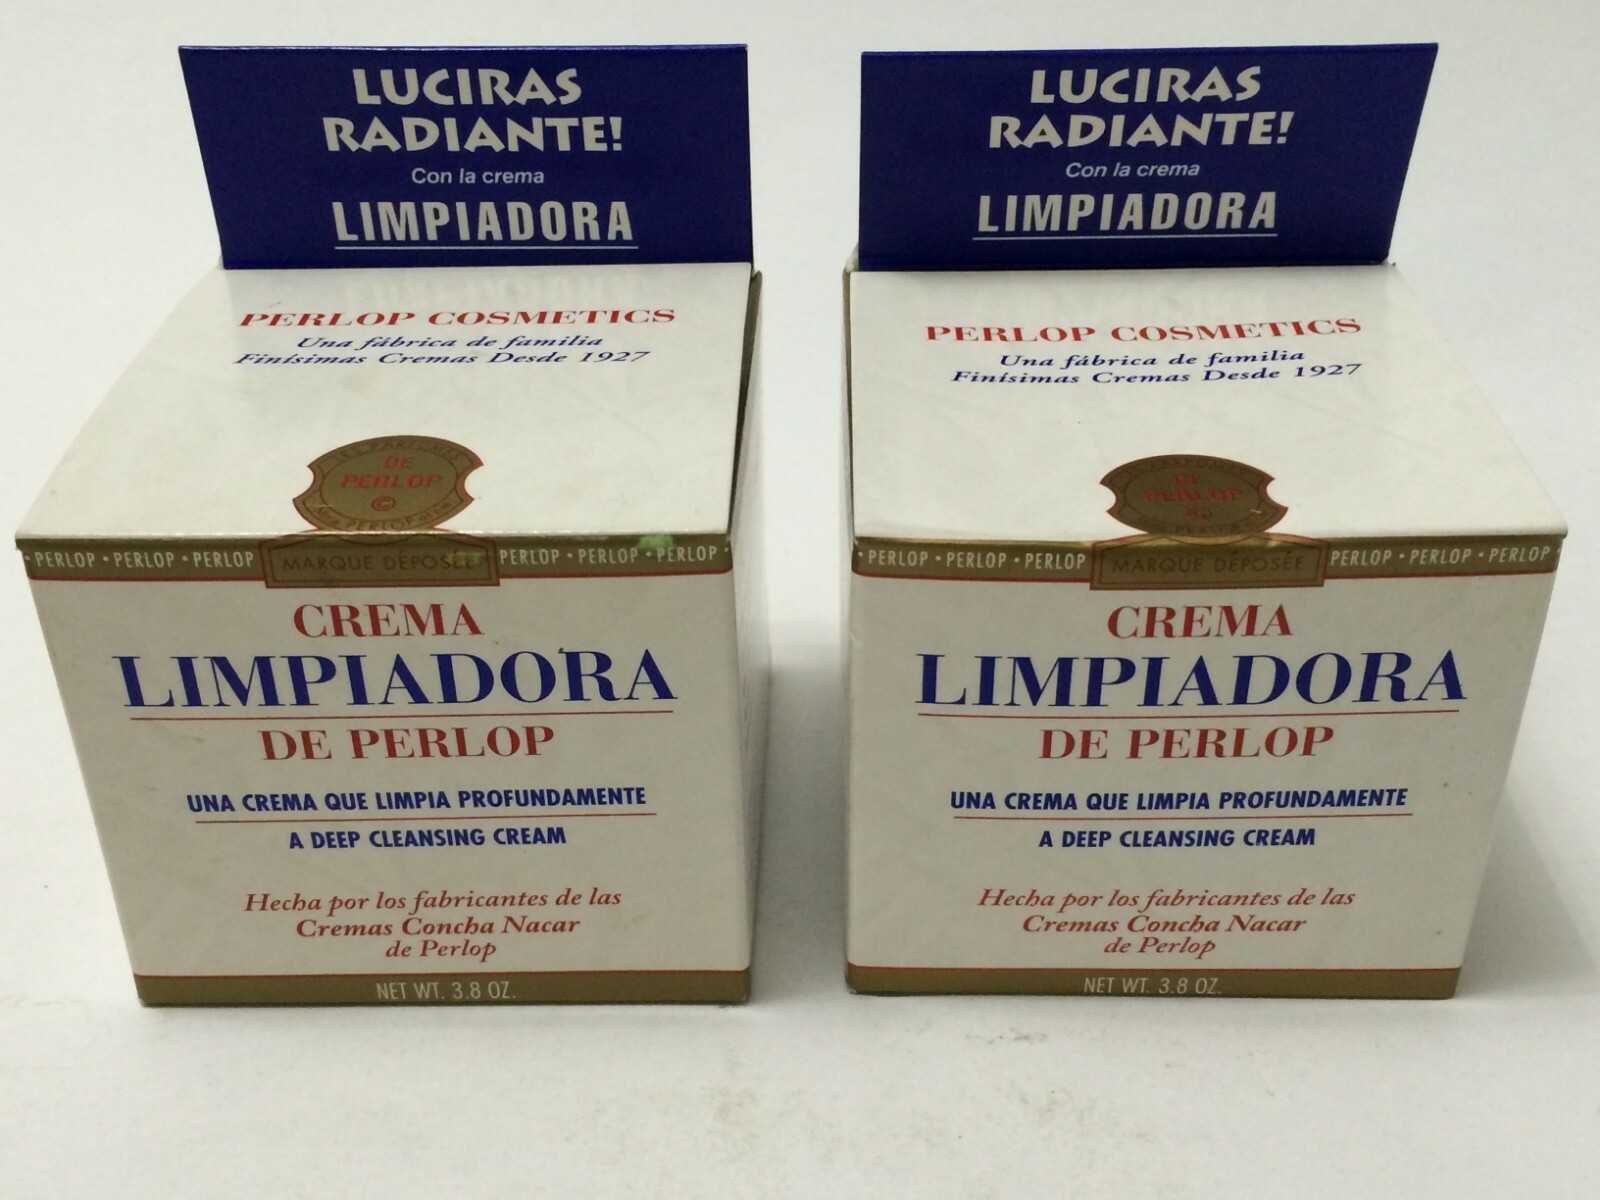 LUCIRAS
RADIANTE!
Con la crema
LIMPIADORA
PERLOP COSMETICS
Una fábrica de familia
Finísimas Cremas Desde 1927
LES PARFUMES
DE
PERLOP
©
PERLOP
· PERLOP · PERLOP · PERLOP
MARQUE DÉPOSÉE
PERLOP · PERLOP · PERLOP ·
CREMA
LIMPIADORA
DE PERLOP
UNA CREMA QUE LIMPIA PROFUNDAMENTE
A DEEP CLEANSING CREAM
Hecha por los fabricantes de las
Cremas Concha Nacar
de Perlop
NET WT. 3.8 OZ.
LUCIRAS
RADIANTE!
Con la crema
LIMPIADORA
PERLOP COSMETICS
Una fábrica de familia
Finísimas Cremas Desde 1927
DE
PERLOP
· PERLOP · PERLOP · PERLOP
MARQUE DÉPOSÉE
PERLOP · PERLOP · PERLOP ·
CREMA
LIMPIADORA
DE PERLOP
UNA CREMA QUE LIMPIA PROFUNDAMENTE
A DEEP CLEANSING CREAM
Hecha por los fabricantes de las
Cremas Concha Nacar
de Perlop
NET WT. 3.8 OZ.